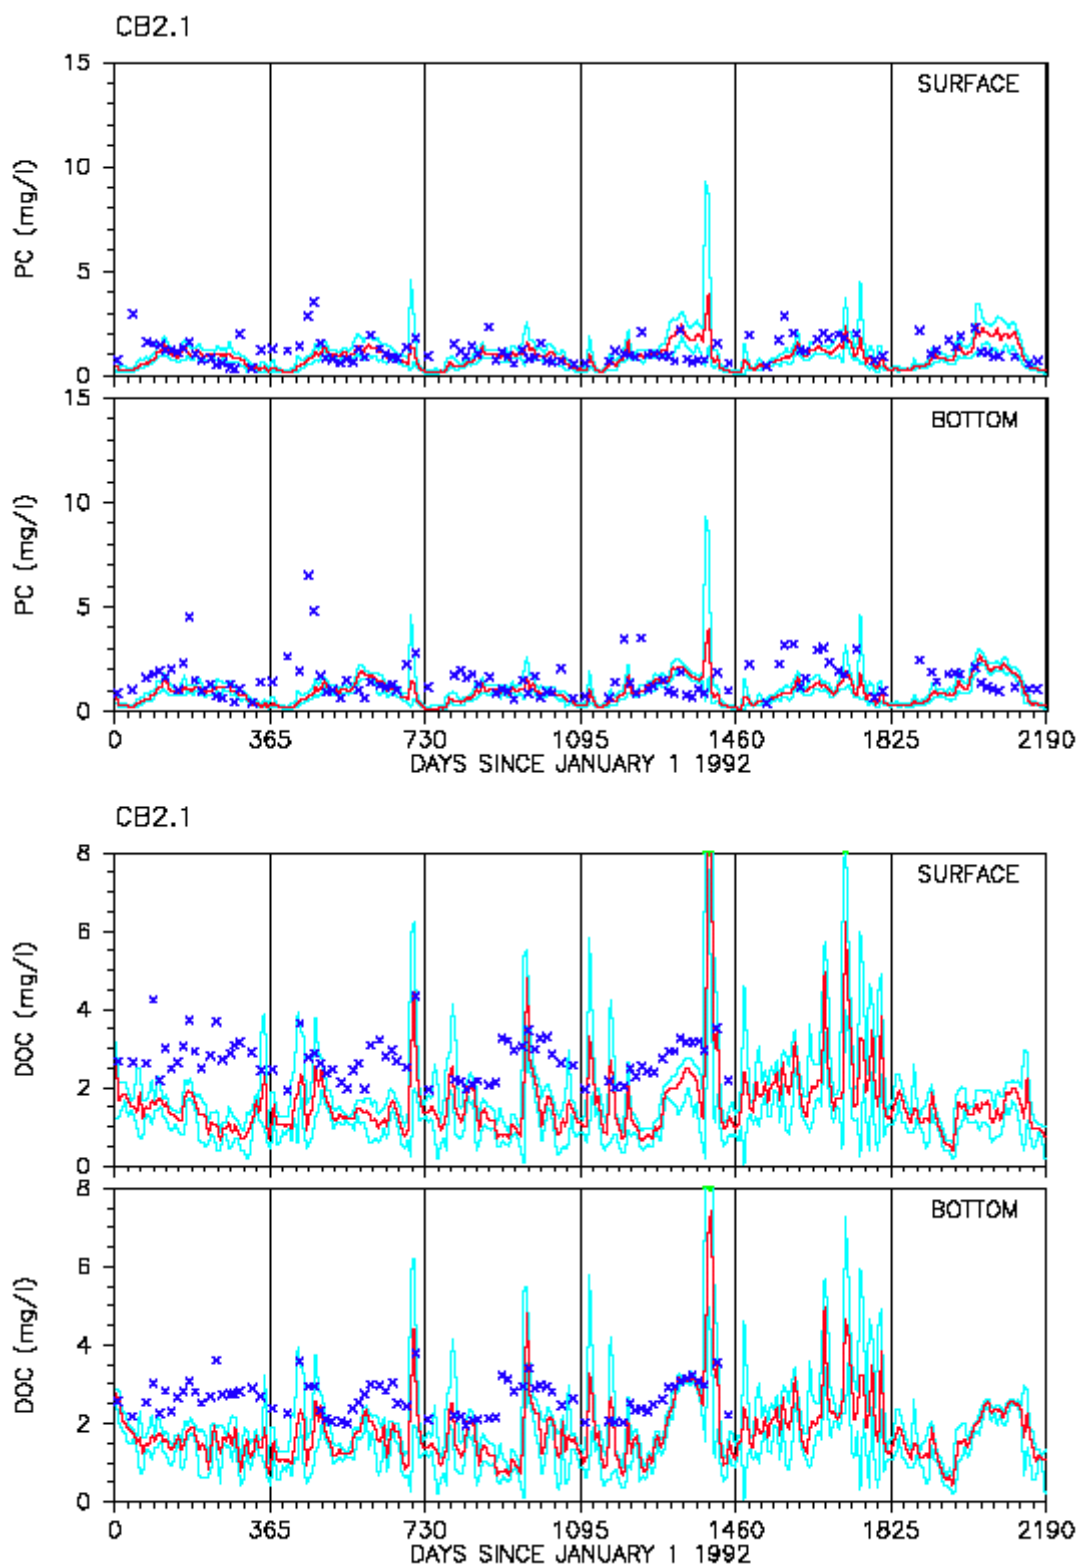 CB2.1
15
SURFACE
10
PC (mg/l)
5
0
15
BOTTOM
10
PC (mg/l)
5
0
0 365 730 1095 1460 1825 2190
DAYS SINCE JANUARY 1 1992
CB2.1
8
SURFACE
6
DOC (mg/l)
4
2
0
8
BOTTOM
6
DOC (mg/l)
4
2
0
0 365 730 1095 1460 1825 2190
DAYS SINCE JANUARY 1 1992